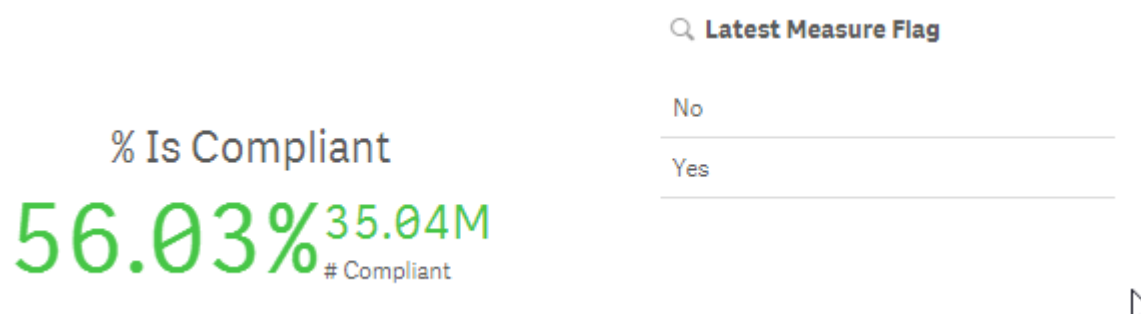 Latest Measure Flag
No
Yes
% Is Compliant
56.03% 35.04M
# Compliant